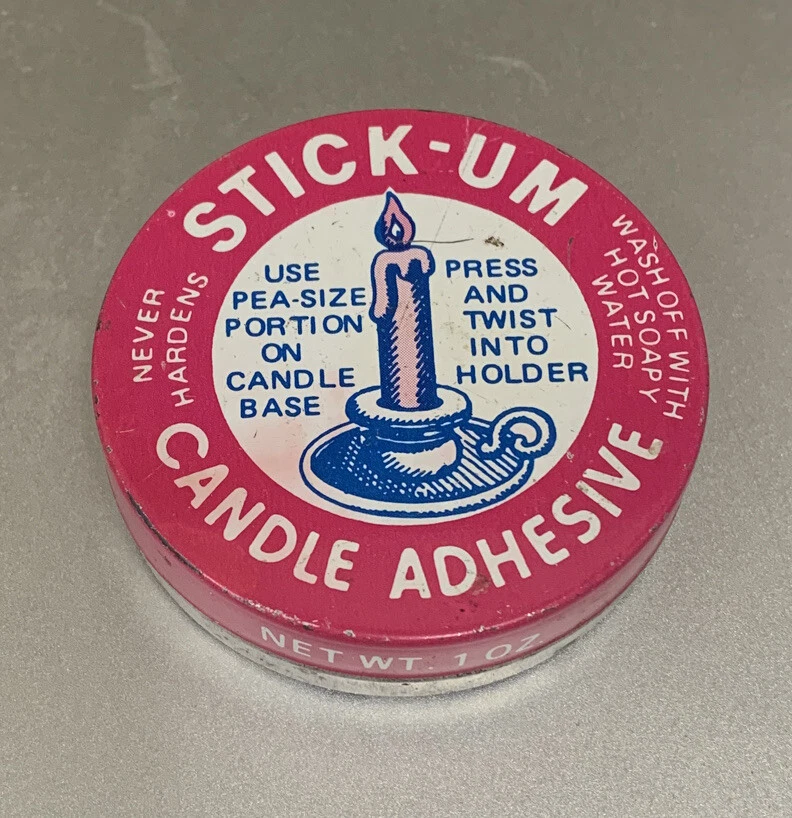 STICK-UM
NEVER
HARDENS
USE
PEA-SIZE
PORTION
ON
CANDLE
BASE
PRESS
AND
TWIST
INTO
HOLDER
WASH OFF WITH
HOT SOAPY
WATER
CANDLE ADHESIVE
NET WT. 1 OZ